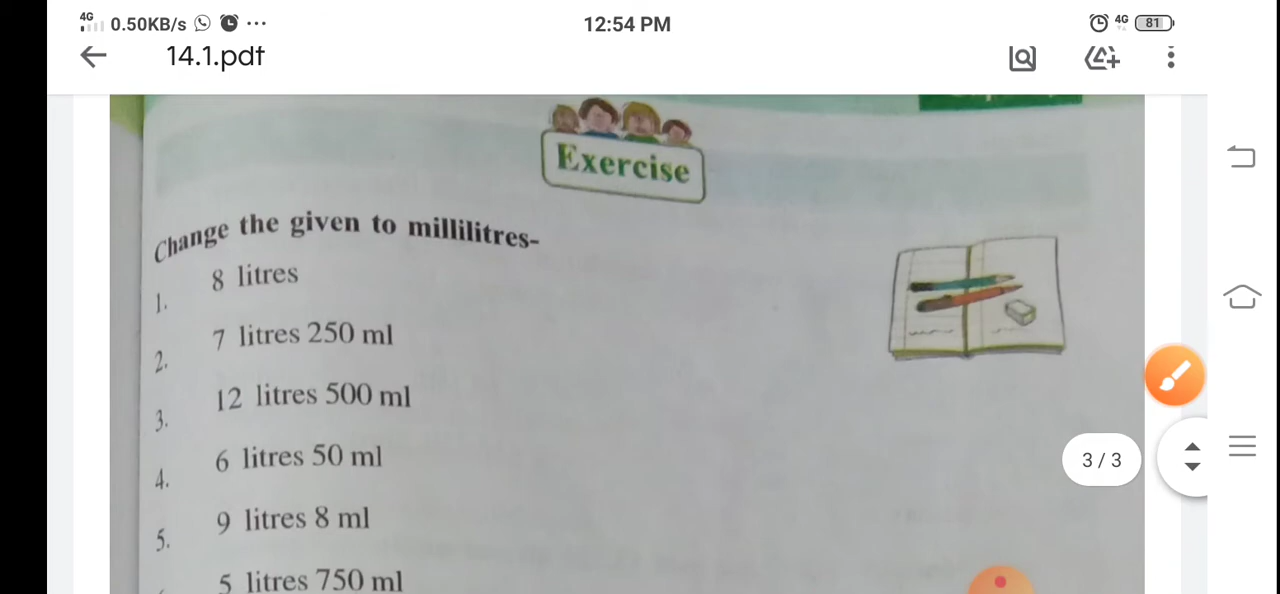 4G 0.50KB/s ... 12:54 PM 4G 81
14.1.pdf
Exercise
Change the given to millilitres-
1. 8 litres
2. 7 litres 250 ml
3. 12 litres 500 ml
4. 6 litres 50 ml
5. 9 litres 8 ml
5 litres 750 ml
3 / 3